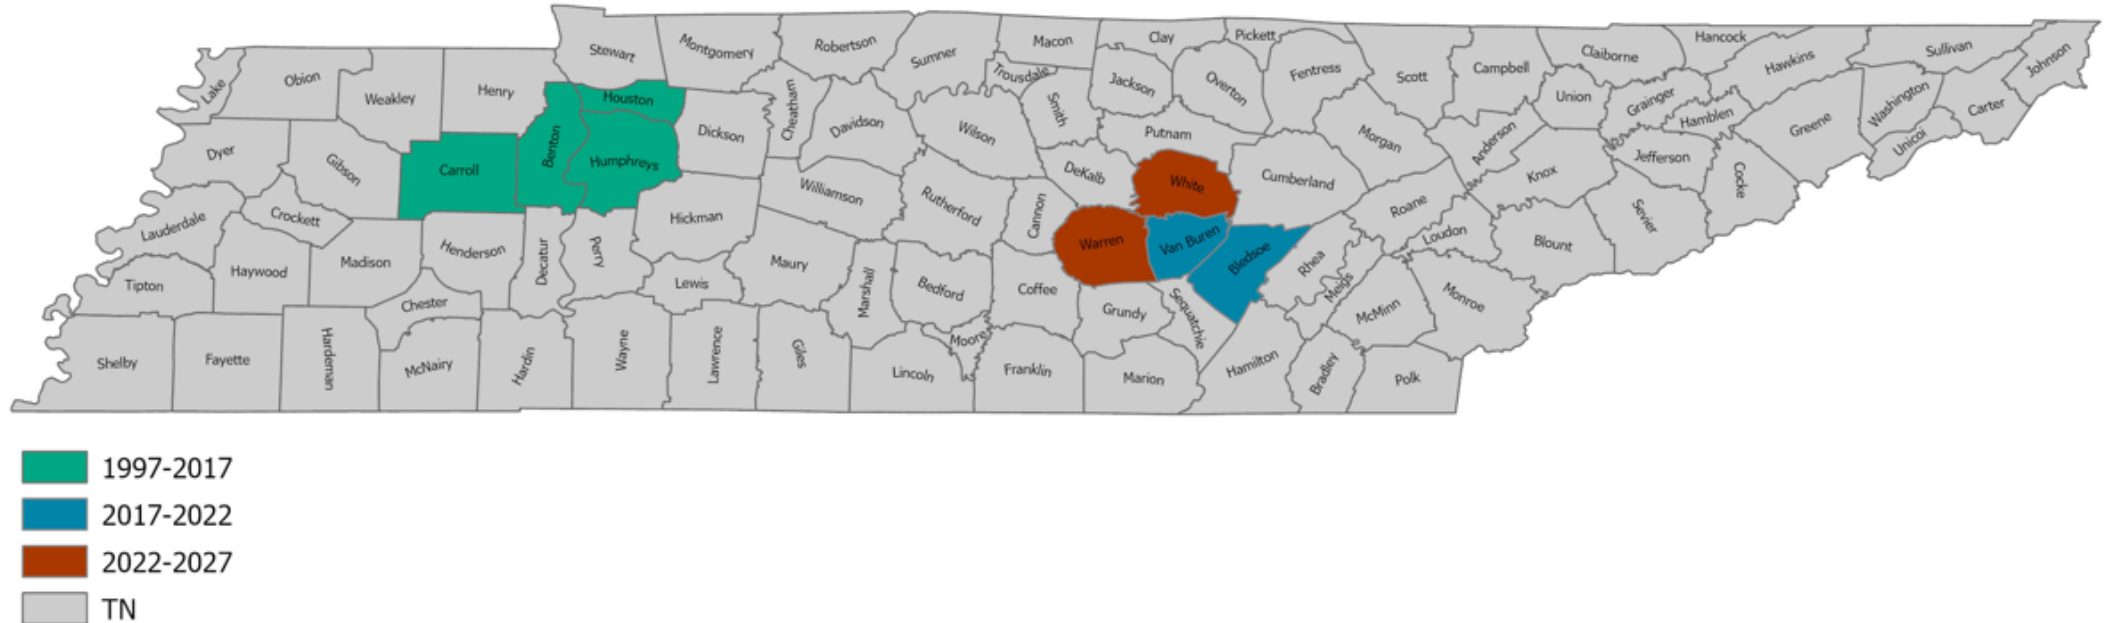 Stewart
Montgomery
Robertson
Sumner
Macon
Clay
Pickett
Hancock
Claiborne
Sullivan
Johnson
Lake
Obion
Weakley
Henry
Houston
Dickson
Cheatham
Davidson
Wilson
Trousdale
Smith
Jackson
Overton
Fentress
Scott
Campbell
Union
Grainger
Hawkins
Hamblen
Greene
Washington
Carter
Unicoi
Dyer
Gibson
Carroll
Benton
Humphreys
Putnam
DeKalb
White
Cumberland
Morgan
Anderson
Knox
Jefferson
Cocke
Sevier
Lauderdale
Crockett
Haywood
Madison
Henderson
Decatur
Perry
Hickman
Williamson
Rutherford
Cannon
Warren
Van Buren
Bledsoe
Rhea
Meigs
Roane
Loudon
Blount
Monroe
McMinn
Tipton
Chester
Lewis
Maury
Marshall
Bedford
Coffee
Grundy
Sequatchie
Shelby
Fayette
Hardeman
McNairy
Hardin
Wayne
Lawrence
Giles
Lincoln
Moore
Franklin
Marion
Hamilton
Bradley
Polk
1997-2017
2017-2022
2022-2027
TN